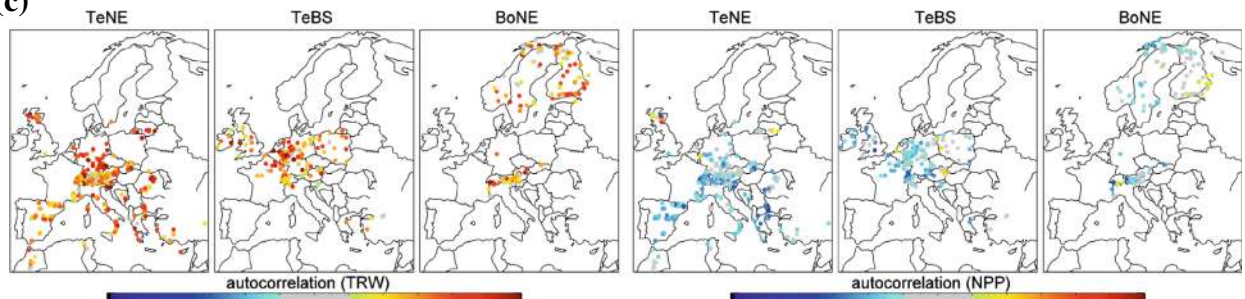 (c)
TeNE TeBS BoNE TeNE TeBS BoNE
autocorrelation (TRW) autocorrelation (NPP)